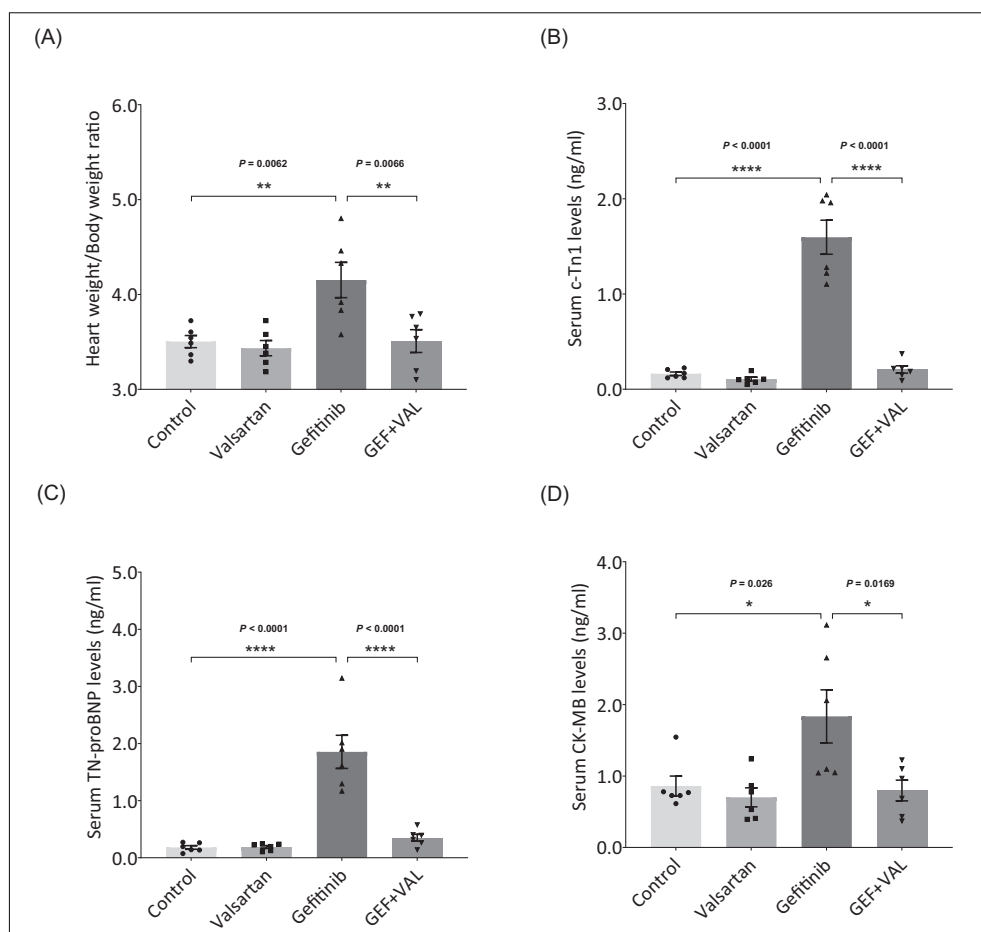 (A)
Heart weight/Body weight ratio
6.0
5.0
4.0
3.0
P = 0.0062
P = 0.0066
**
**
Control
Valsartan
Gefitinib
GEF+VAL
(B)
Serum c-Tn1 levels (ng/ml)
3.0
2.0
1.0
0.0
P < 0.0001
P < 0.0001
****
****
Control
Valsartan
Gefitinib
GEF+VAL
(C)
Serum TN-proBNP levels (ng/ml)
5.0
4.0
3.0
2.0
1.0
0.0
P < 0.0001
P < 0.0001
****
****
Control
Valsartan
Gefitinib
GEF+VAL
(D)
Serum CK-MB levels (ng/ml)
4.0
3.0
2.0
1.0
0.0
P = 0.026
P = 0.0169
*
*
Control
Valsartan
Gefitinib
GEF+VAL